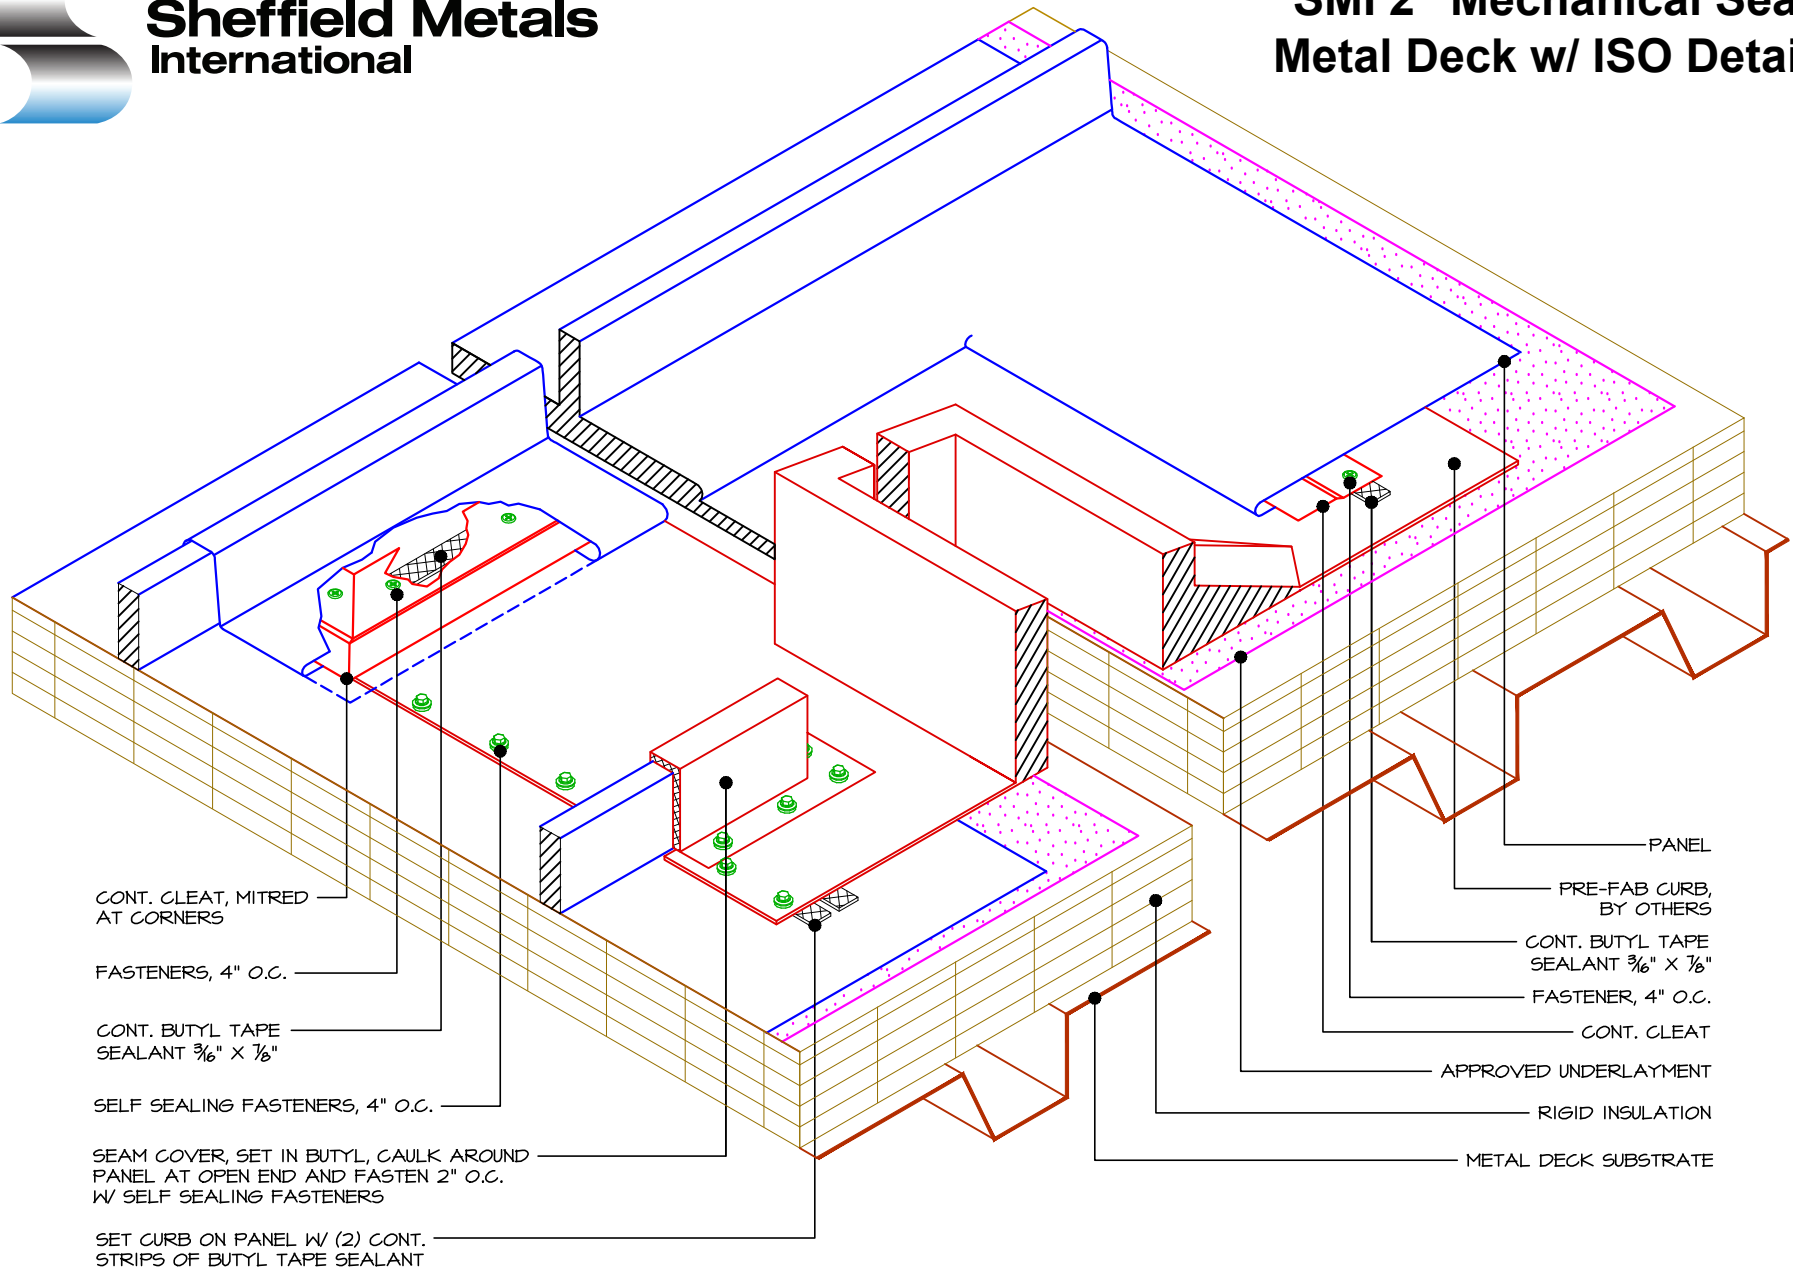 Sheffield Metals
International
SMI 2" Mechanical Sea
Metal Deck w/ ISO Detai
CONT. CLEAT, MITRED
AT CORNERS
FASTENERS, 4" O.C.
CONT. BUTYL TAPE
SEALANT 3/16" X 7/8"
SELF SEALING FASTENERS, 4" O.C.
SEAM COVER, SET IN BUTYL, CAULK AROUND
PANEL AT OPEN END AND FASTEN 2" O.C.
W/ SELF SEALING FASTENERS
SET CURB ON PANEL W/ (2) CONT.
STRIPS OF BUTYL TAPE SEALANT
PANEL
PRE-FAB CURB,
BY OTHERS
CONT. BUTYL TAPE
SEALANT 3/16" X 7/8"
FASTENER, 4" O.C.
CONT. CLEAT
APPROVED UNDERLAYMENT
RIGID INSULATION
METAL DECK SUBSTRATE